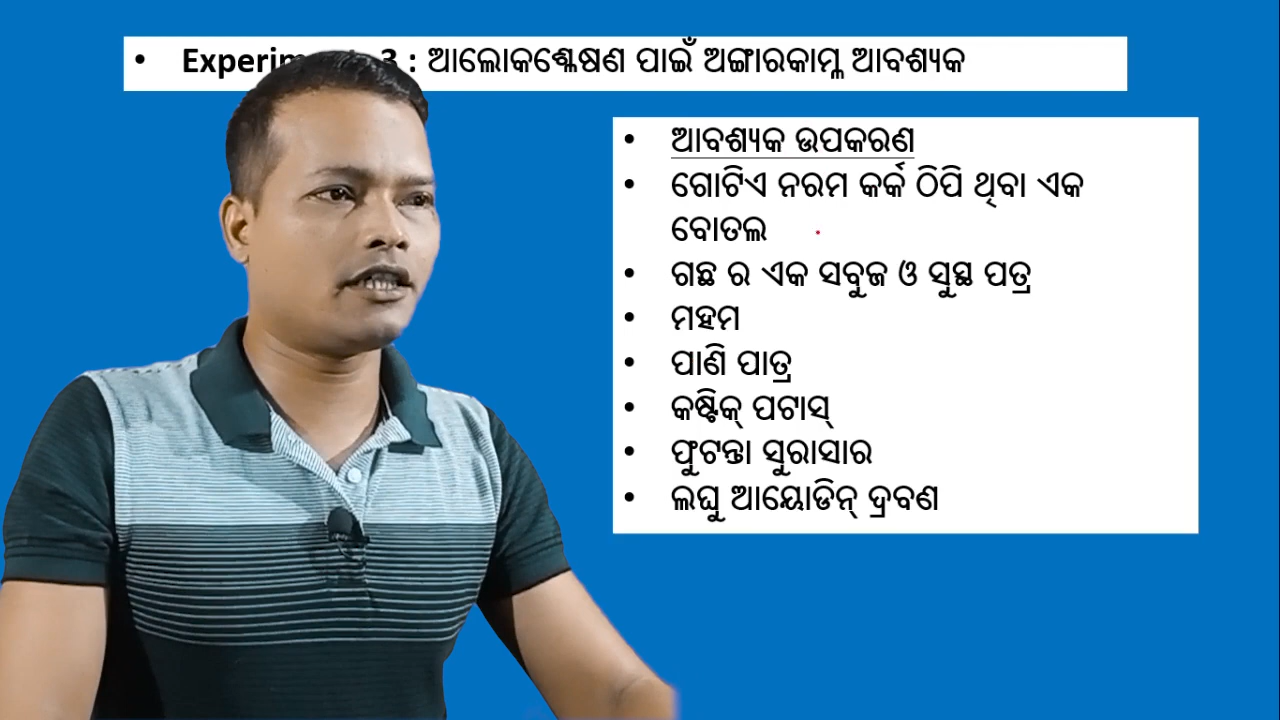 • Experim 3 : ଆଲୋକଶ୍ଳେଷଣ ପାଇଁ ଅଙ୍ଗାରକାମ୍ଳ ଆବଶ୍ୟକ
• ଆବଶ୍ୟକ ଉପକରଣ
• ଗୋଟିଏ ନରମ କର୍କ ଠିପି ଥିବା ଏକ
ବୋତଲ
• ଗଛ ର ଏକ ସବୁଜ ଓ ସୁସ୍ଥ ପତ୍ର
• ମହମ
• ପାଣି ପାତ୍ର
• କଷ୍ଟିକ୍ ପଟାସ୍
• ଫୁଟନ୍ତା ସୁରାସାର
• ଲଘୁ ଆୟୋଡିନ୍ ଦ୍ରବଣ